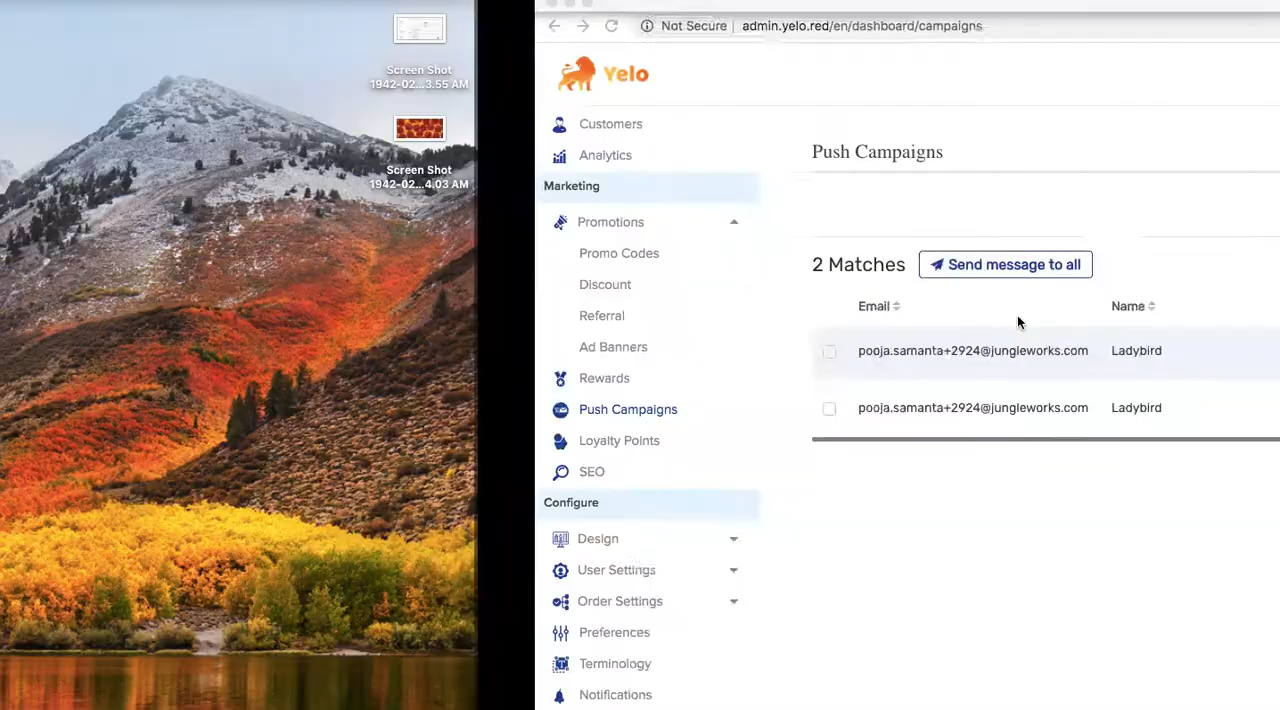 Screen Shot
1942-02...3.55 AM
Screen Shot
1942-02...4.03 AM
Not Secure
admin.yelo.red/en/dashboard/campaigns
Yelo
Customers
Analytics
Marketing
Promotions
Promo Codes
Discount
Referral
Ad Banners
Rewards
Push Campaigns
Loyalty Points
SEO
Configure
Design
User Settings
Order Settings
Preferences
Terminology
Notifications
Push Campaigns
2 Matches
Send message to all
Email
Name
pooja.samanta+2924@jungleworks.com
Ladybird
pooja.samanta+2924@jungleworks.com
Ladybird